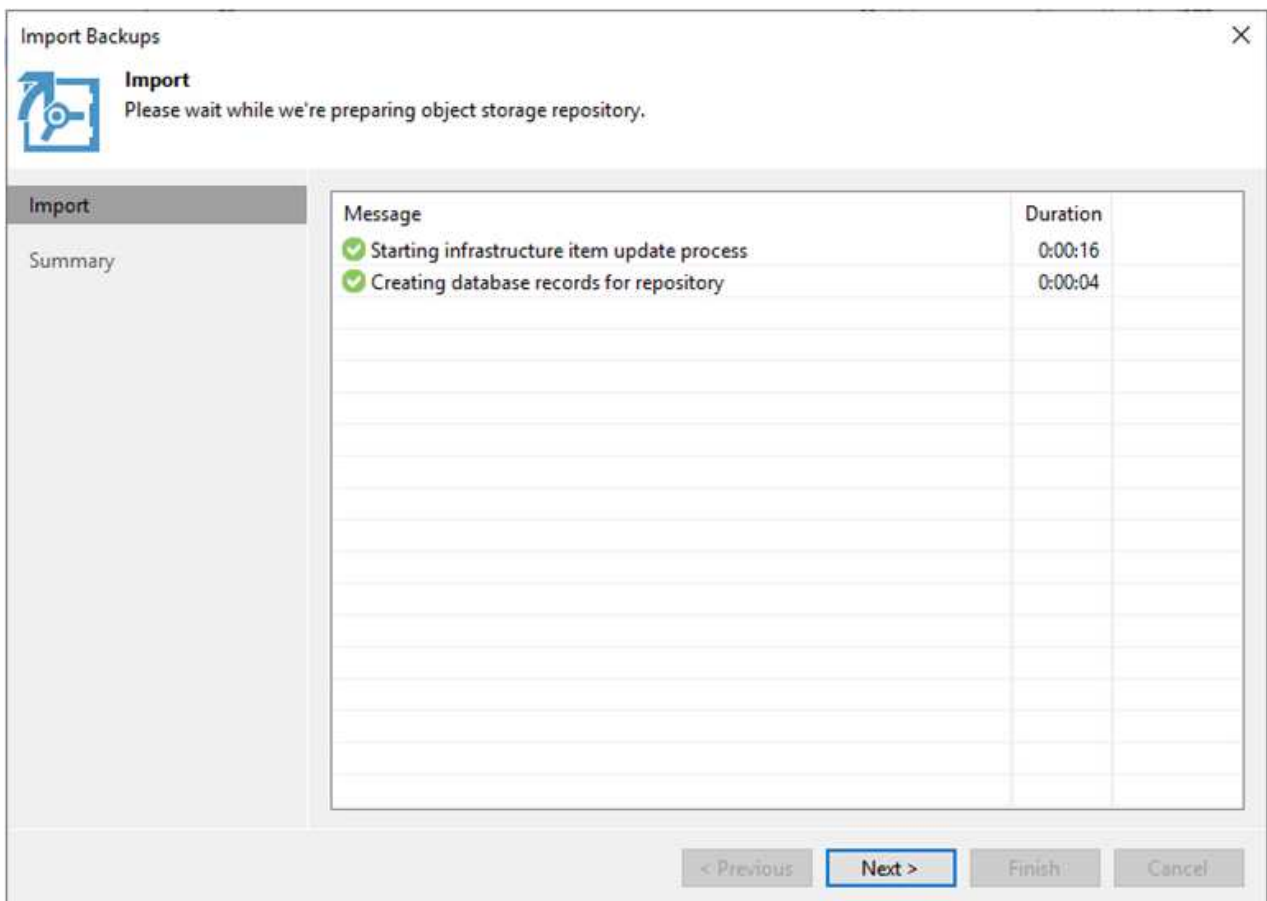 Import Backups
Import
Please wait while we're preparing object storage repository.
Import
Summary
Message Duration
Starting infrastructure item update process 0:00:16
Creating database records for repository 0:00:04
< Previous Next > Finish Cancel